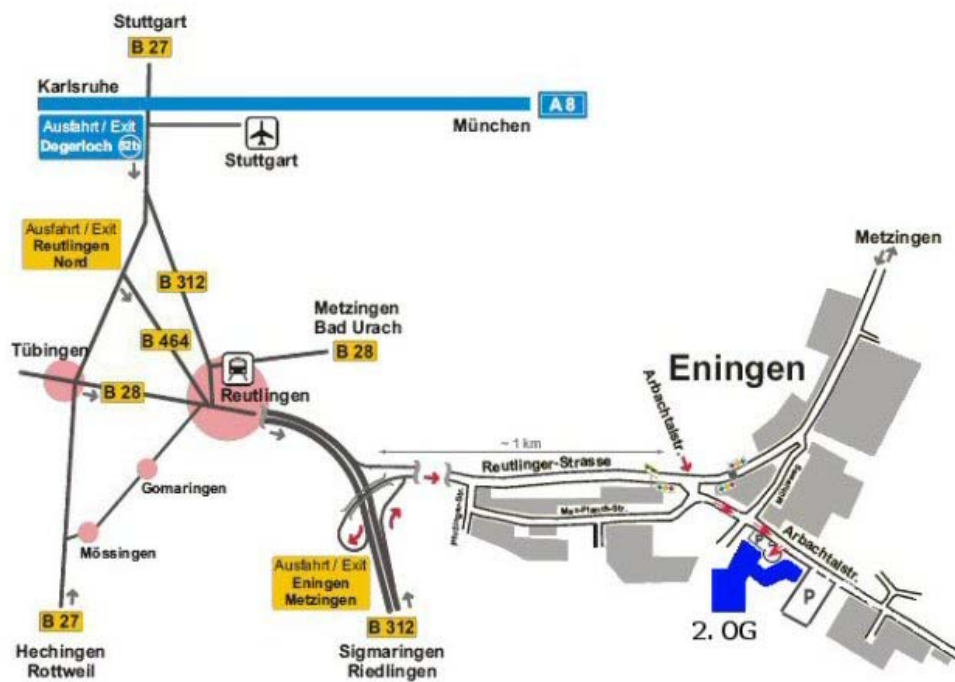 Stuttgart
B 27
Karlsruhe
A 8
München
Ausfahrt / Exit
Degerloch 52b
Stuttgart
Ausfahrt / Exit
Reutlingen
Nord
B 312
Metzingen
Bad Urach
B 28
B 464
Tübingen
B 28
Reutlingen
Gomaringen
Mössingen
B 27
Hechingen
Rottweil
Ausfahrt / Exit
Eningen
Metzingen
B 312
Sigmaringen
Riedlingen
Metzingen
Eningen
Arbachtalstr.
~ 1 km
Reutlinger-Strasse
Max-Planck-Str.
Arbachtalstr.
P
2. OG